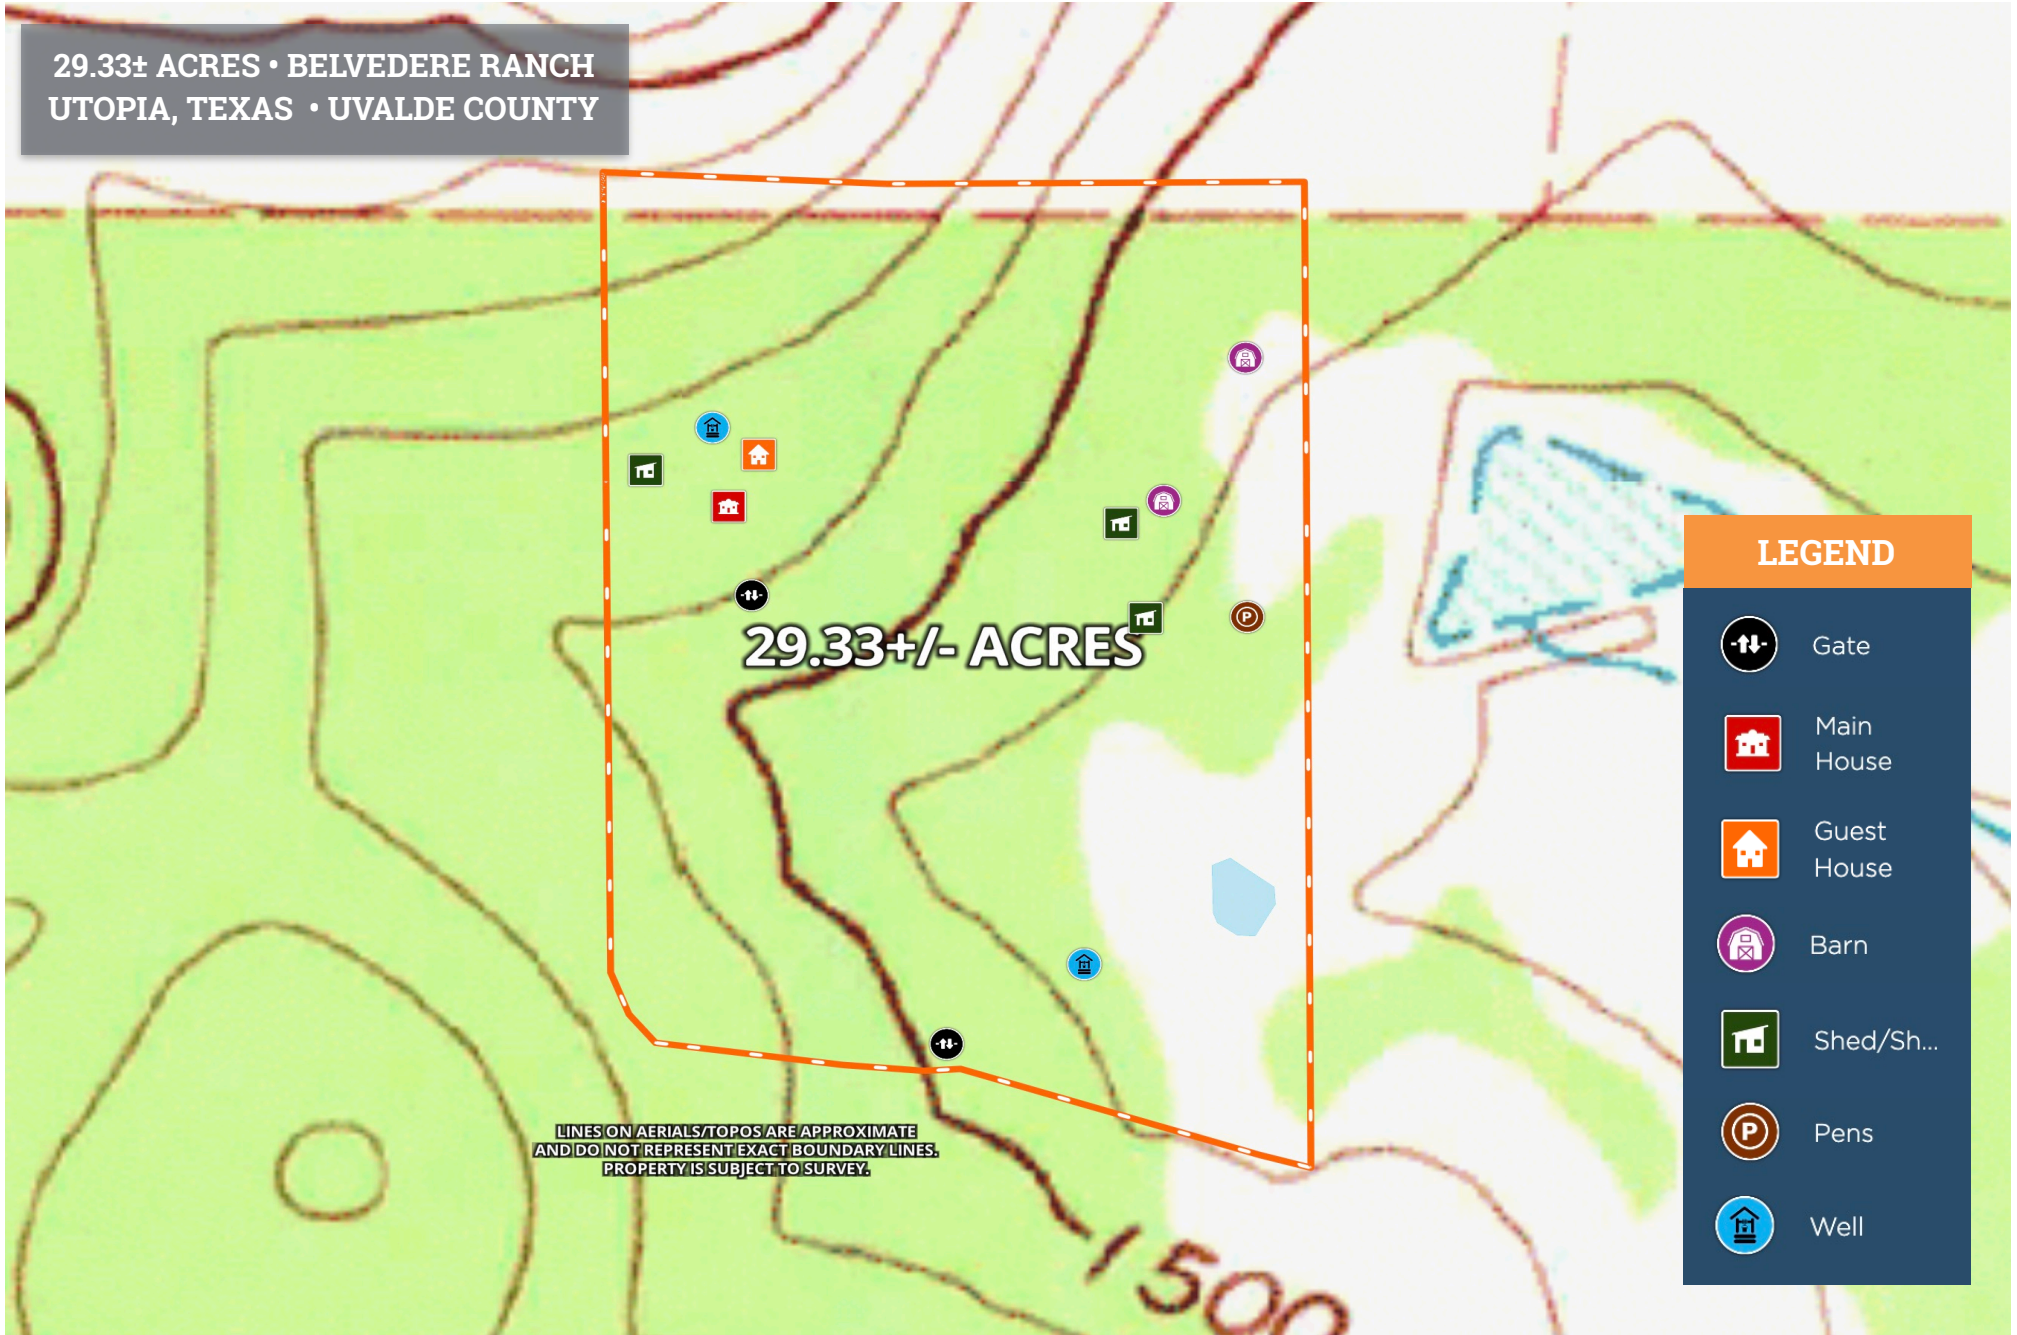 29.33± ACRES • BELVEDERE RANCH
UTOPIA, TEXAS • UVALDE COUNTY
29.33+/- ACRES
LEGEND
Gate
Main
House
Guest
House
Barn
Shed/Sh...
P
Pens
Well
LINES ON AERIALS/TOPOS ARE APPROXIMATE
AND DO NOT REPRESENT EXACT BOUNDARY LINES.
PROPERTY IS SUBJECT TO SURVEY.
1500